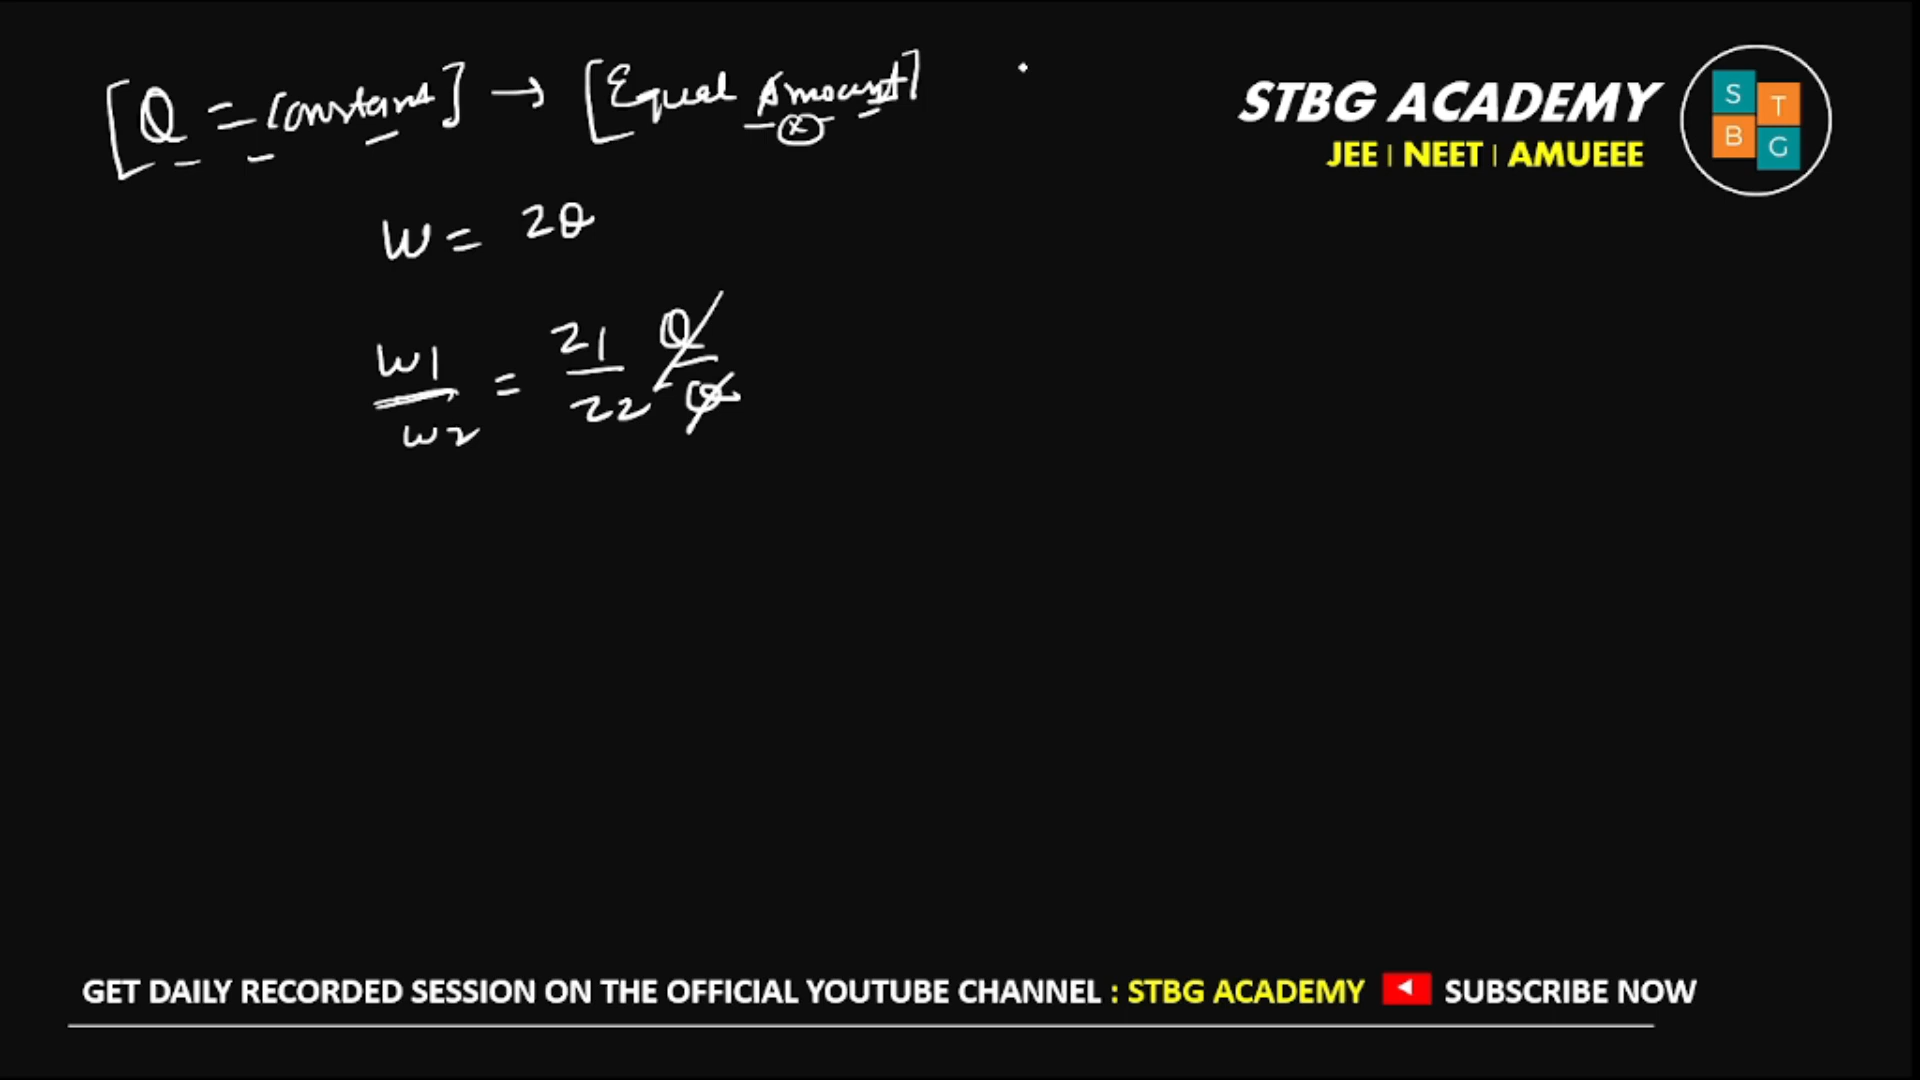 [Q = constant] → [Equal Amount]
x
STBG ACADEMY
JEE | NEET | AMUEEE
S T
B G
W = ZQ
W1 / W2 = Z1 Q / Z2 Q
GET DAILY RECORDED SESSION ON THE OFFICIAL YOUTUBE CHANNEL : STBG ACADEMY SUBSCRIBE NOW